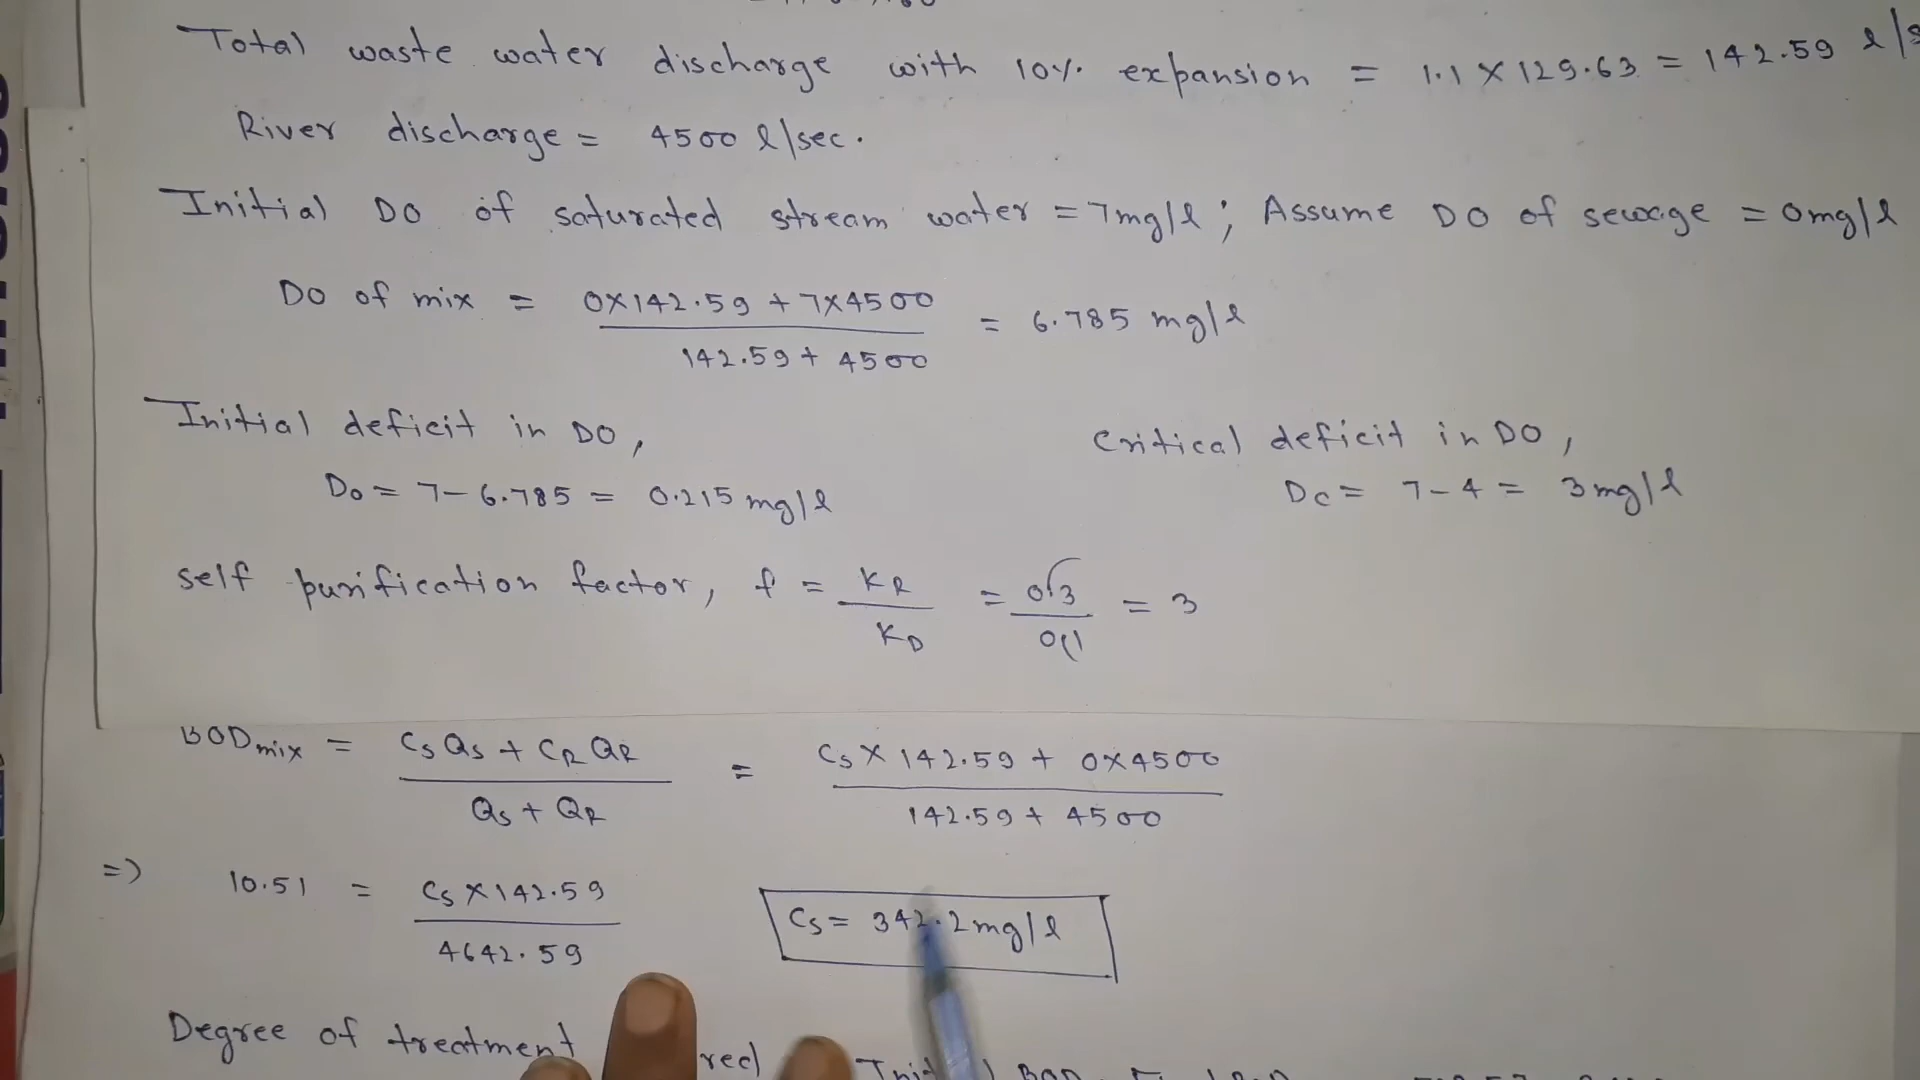 Total waste water discharge with 10% expansion = 1.1 × 129.63 = 142.59 l/s
River discharge = 4500 l/sec.
Initial DO of saturated stream water = 7mg/l ; Assume DO of sewage = 0mg/l
DO of mix = 0×142.59 + 7×4500 / 142.59 + 4500 = 6.785 mg/l
Initial deficit in DO,
Critical deficit in DO,
Do = 7 - 6.785 = 0.215 mg/l
Dc = 7 - 4 = 3mg/l
self purification factor, f = KR / KD = 0.3 / 0.1 = 3
BODmix = CsQs + CRQR / Qs + QR = Cs × 142.59 + 0×4500 / 142.59 + 4500
=> 10.51 = Cs × 142.59 / 4642.59
Cs = 342.2mg/l
Degree of treatment